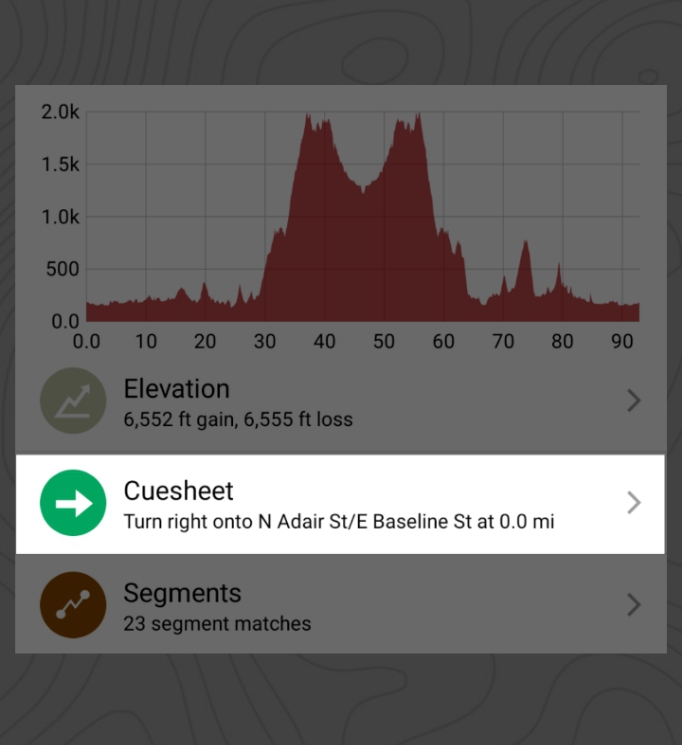 2.0k
1.5k
1.0k
500
0.0
0.0 10 20 30 40 50 60 70 80 90
Elevation
6,552 ft gain, 6,555 ft loss
Cuesheet
Turn right onto N Adair St/E Baseline St at 0.0 mi
Segments
23 segment matches